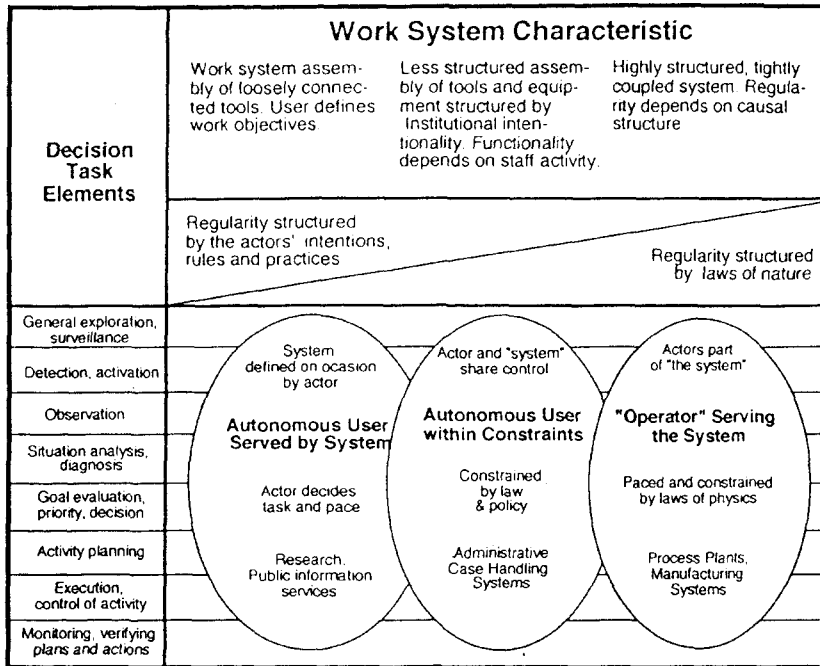 Work System Characteristic
Decision
Task
Elements
Work system assem-
bly of loosely connec-
ted tools. User defines
work objectives.
Less structured assem-
bly of tools and equip-
ment structured by
Institutional inten-
tionality. Functionality
depends on staff activity.
Highly structured, tightly
coupled system. Regula-
rity depends on causal
structure
Regularity structured
by the actors' intentions,
rules and practices
Regularity structured
by laws of nature
General exploration,
surveillance
Detection, activation
Observation
Situation analysis,
diagnosis
Goal evaluation,
priority, decision
Activity planning
Execution,
control of activity
Monitoring, verifying
plans and actions
System
defined on ocasion
by actor
Autonomous User
Served by System
Actor decides
task and pace
Research.
Public information
services
Actor and "system"
share control
Autonomous User
within Constraints
Constrained
by law
& policy
Administrative
Case Handling
Systems
Actors part
of "the system"
"Operator" Serving
the System
Paced and constrained
by laws of physics
Process Plants,
Manufacturing
Systems